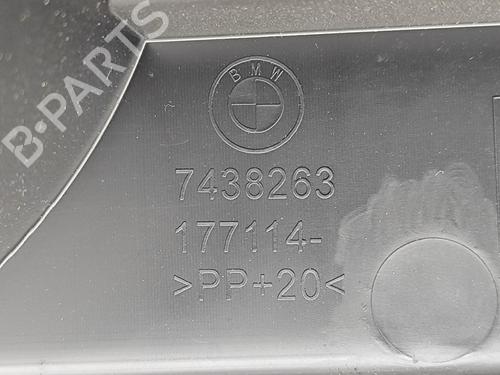 B-PARTS
BMW
7438263
177114-
>PP+20<